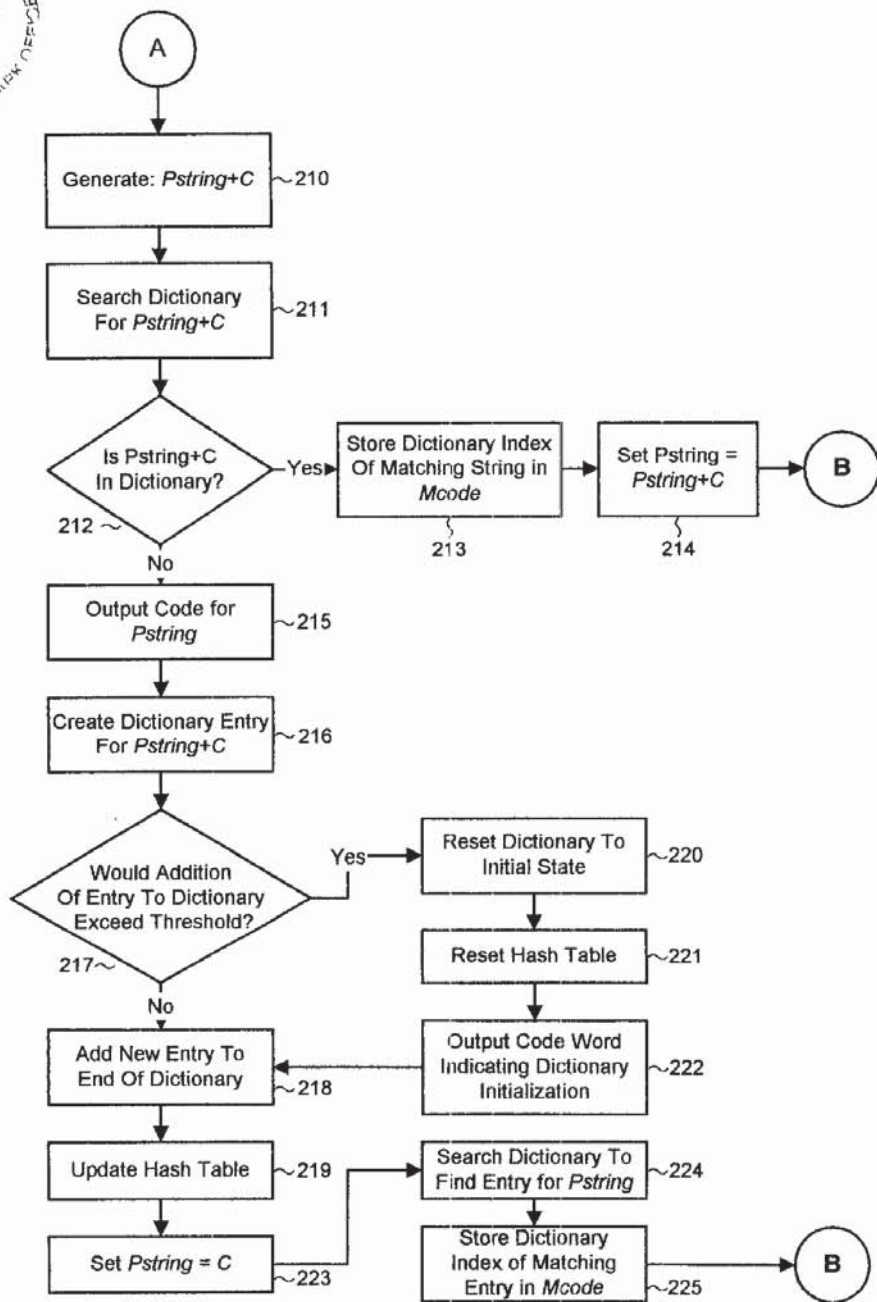 A
Generate: Pstring+C
210
Search Dictionary
For Pstring+C
211
Is Pstring+C
In Dictionary?
212
Yes
Store Dictionary Index
Of Matching String in
Mcode
213
Set Pstring =
Pstring+C
214
B
No
Output Code for
Pstring
215
Create Dictionary Entry
For Pstring+C
216
Would Addition
Of Entry To Dictionary
Exceed Threshold?
217
Yes
Reset Dictionary To
Initial State
220
Reset Hash Table
221
Output Code Word
Indicating Dictionary
Initialization
222
No
Add New Entry To
End Of Dictionary
218
Update Hash Table
219
Set Pstring = C
223
Search Dictionary To
Find Entry for Pstring
224
Store Dictionary
Index of Matching
Entry in Mcode
225
B